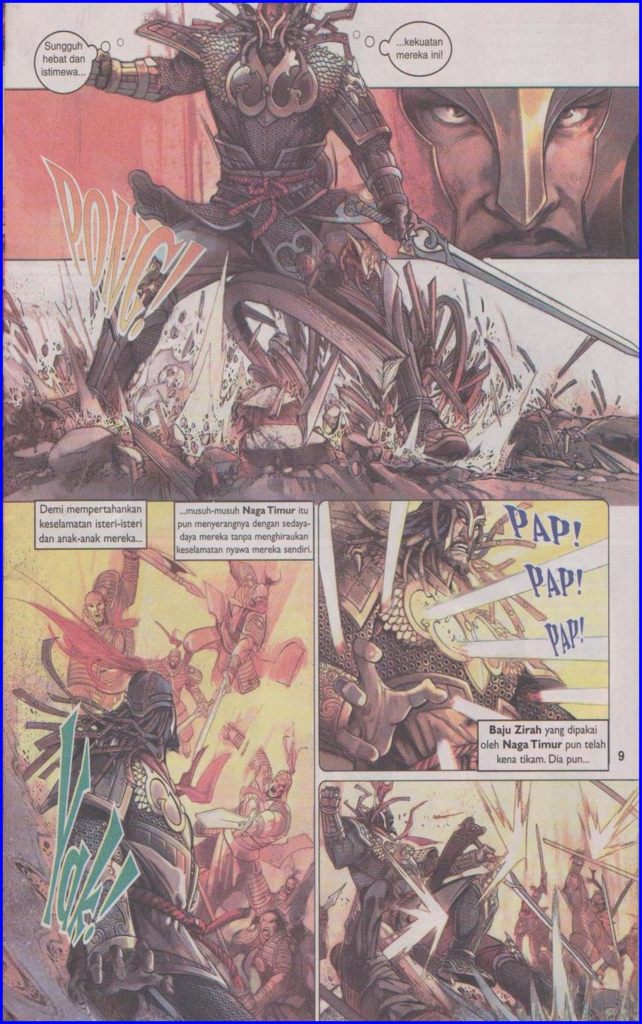 Sungguh
hebat dan
istimewa...
...kekuatan
mereka ini!
PONG!
Demi mempertahankan
keselamatan isteri-isteri
dan anak-anak mereka...
...musuh-musuh Naga Timur itu
pun menyerangnya dengan sedaya-
daya mereka tanpa menghiraukan
keselamatan nyawa mereka sendiri.
PAP!
PAP!
PAP!
Baju Zirah yang dipakai
oleh Naga Timur pun telah
kena tikam. Dia pun...
9
Yak!